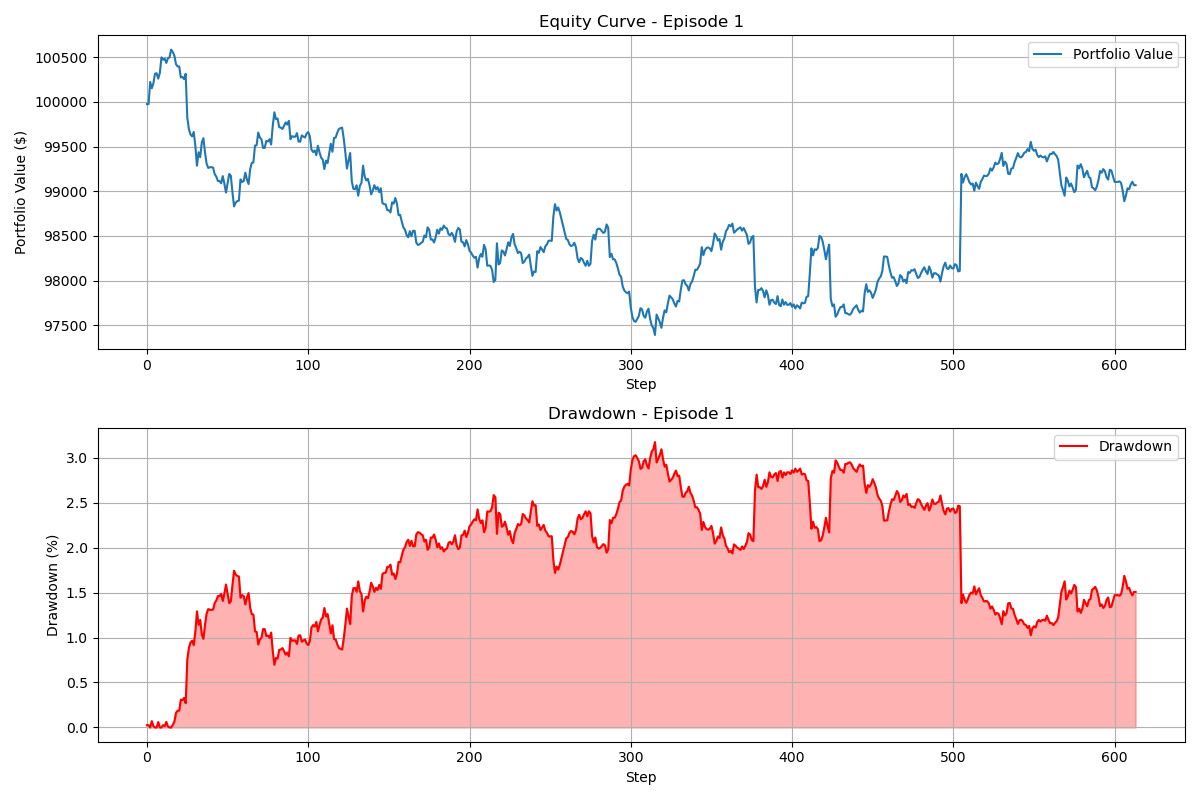 Equity Curve - Episode 1
Portfolio Value
100500
100000
99500
99000
98500
98000
97500
Portfolio Value ($)
0 100 200 300 400 500 600
Step
Drawdown - Episode 1
Drawdown
3.0
2.5
2.0
1.5
1.0
0.5
0.0
Drawdown (%)
0 100 200 300 400 500 600
Step